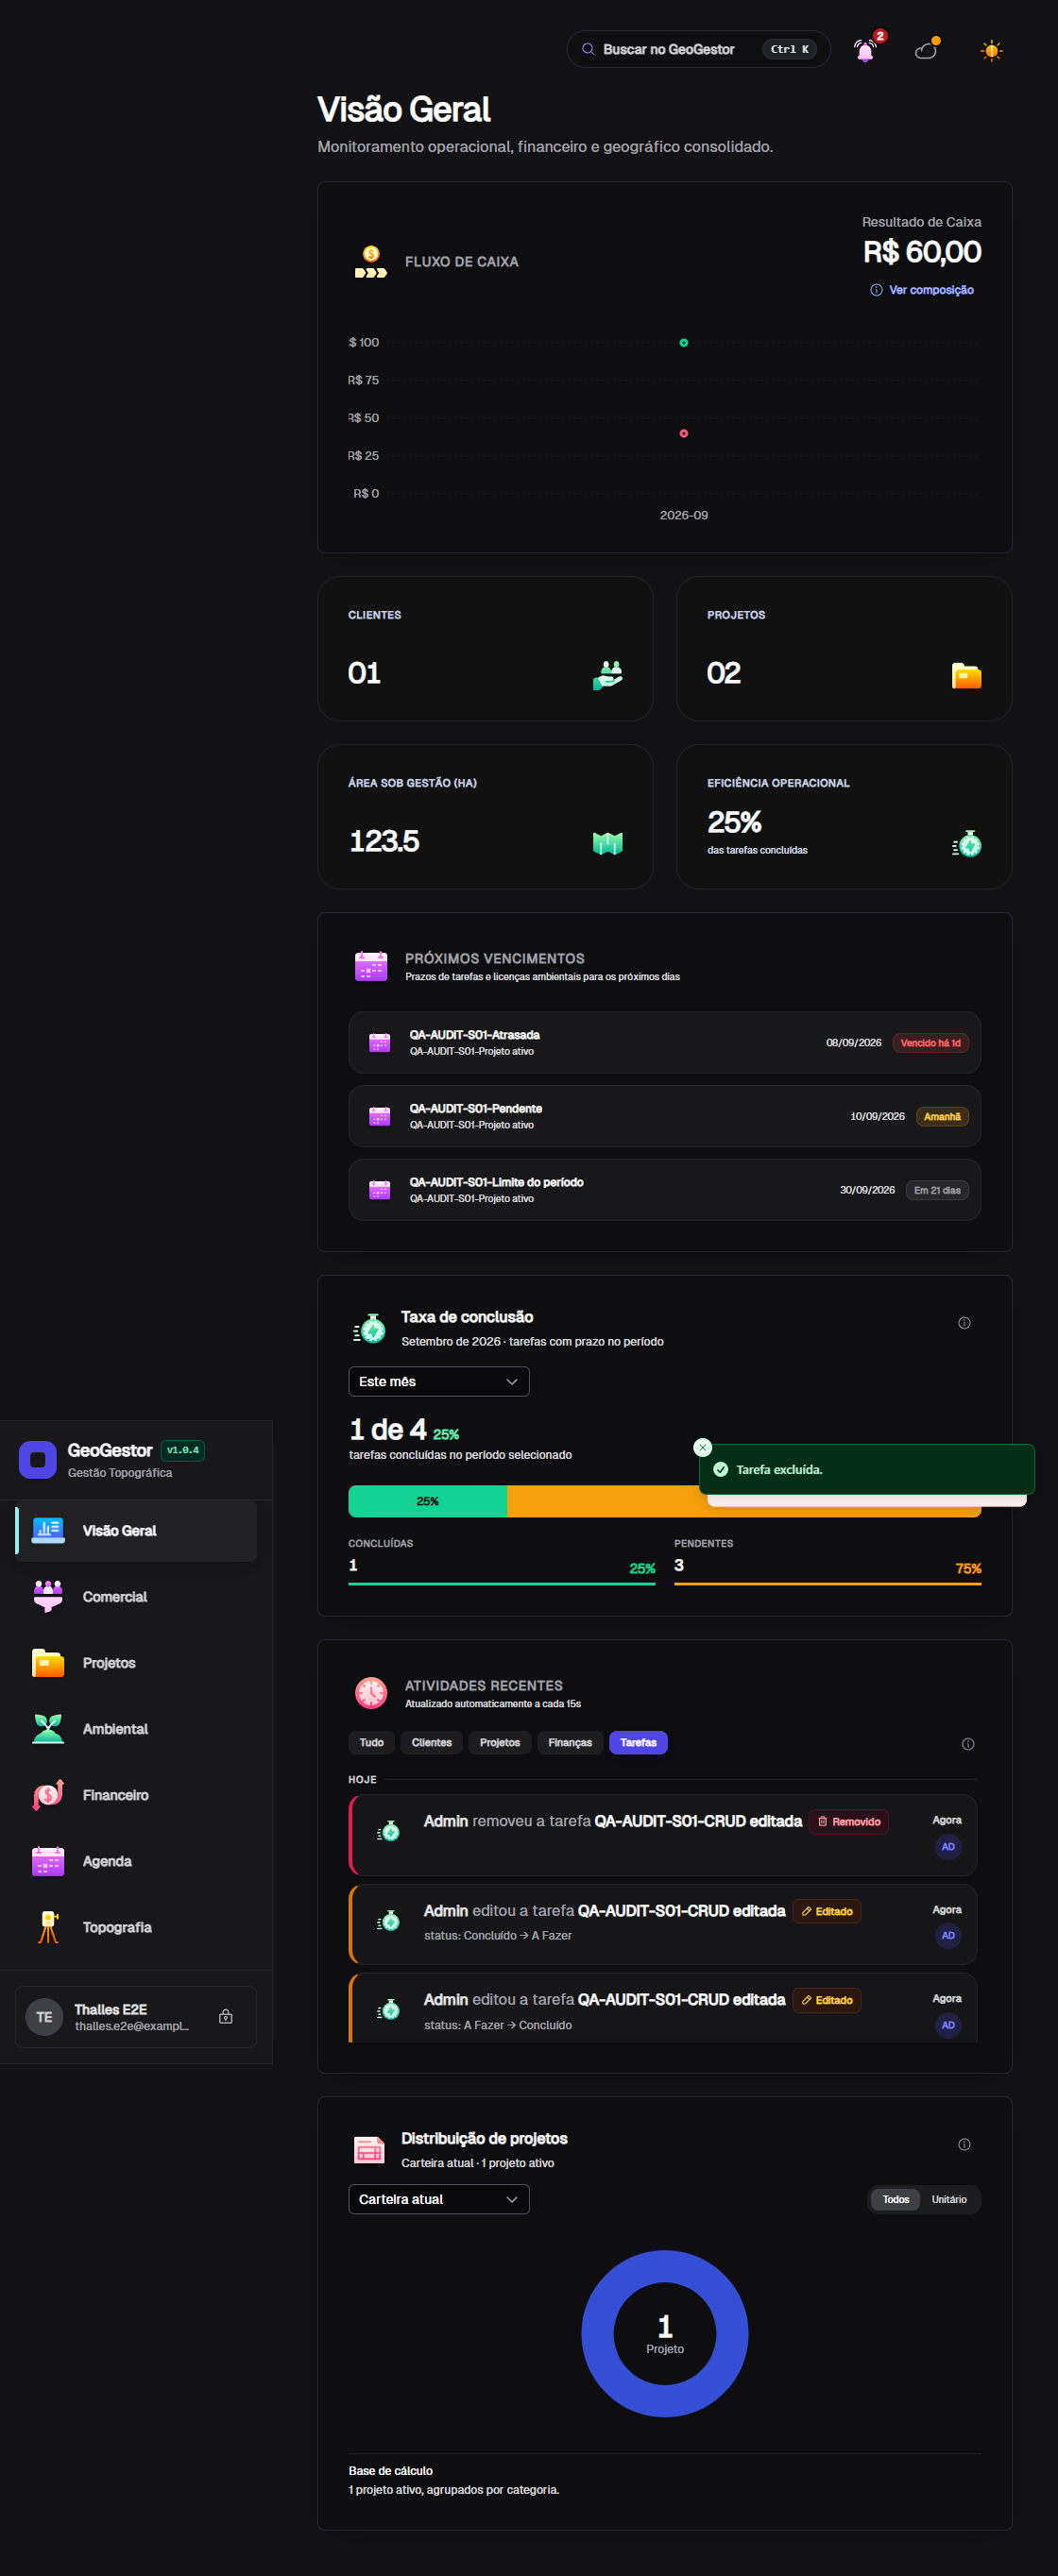 Buscar no GeoGestor
Ctrl K
2
Visão Geral
Monitoramento operacional, financeiro e geográfico consolidado.
FLUXO DE CAIXA
Resultado de Caixa
R$ 60,00
Ver composição
$ 100
R$ 75
R$ 50
R$ 25
R$ 0
2026-09
CLIENTES
01
PROJETOS
02
ÁREA SOB GESTÃO (HA)
123.5
EFICIÊNCIA OPERACIONAL
25%
das tarefas concluídas
PRÓXIMOS VENCIMENTOS
Prazos de tarefas e licenças ambientais para os próximos dias
QA-AUDIT-S01-Atrasada
QA-AUDIT-S01-Projeto ativo
08/09/2026
Vencido há 1d
QA-AUDIT-S01-Pendente
QA-AUDIT-S01-Projeto ativo
10/09/2026
Amanhã
QA-AUDIT-S01-Limite do período
QA-AUDIT-S01-Projeto ativo
30/09/2026
Em 21 dias
Taxa de conclusão
Setembro de 2026 · tarefas com prazo no período
Este mês
1 de 4 25%
tarefas concluídas no período selecionado
25%
Tarefa excluída.
CONCLUÍDAS
1
25%
PENDENTES
3
75%
GeoGestor v1.0.4
Gestão Topográfica
Visão Geral
Comercial
Projetos
Ambiental
Financeiro
Agenda
Topografia
TE
Thalles E2E
thalles.e2e@exampl...
ATIVIDADES RECENTES
Atualizado automaticamente a cada 15s
Tudo
Clientes
Projetos
Finanças
Tarefas
HOJE
Admin removeu a tarefa QA-AUDIT-S01-CRUD editada Removido
Agora
AD
Admin editou a tarefa QA-AUDIT-S01-CRUD editada Editado
status: Concluído → A Fazer
Agora
AD
Admin editou a tarefa QA-AUDIT-S01-CRUD editada Editado
status: A Fazer → Concluído
Agora
AD
Distribuição de projetos
Carteira atual · 1 projeto ativo
Carteira atual
Todos
Unitário
1
Projeto
Base de cálculo
1 projeto ativo, agrupados por categoria.